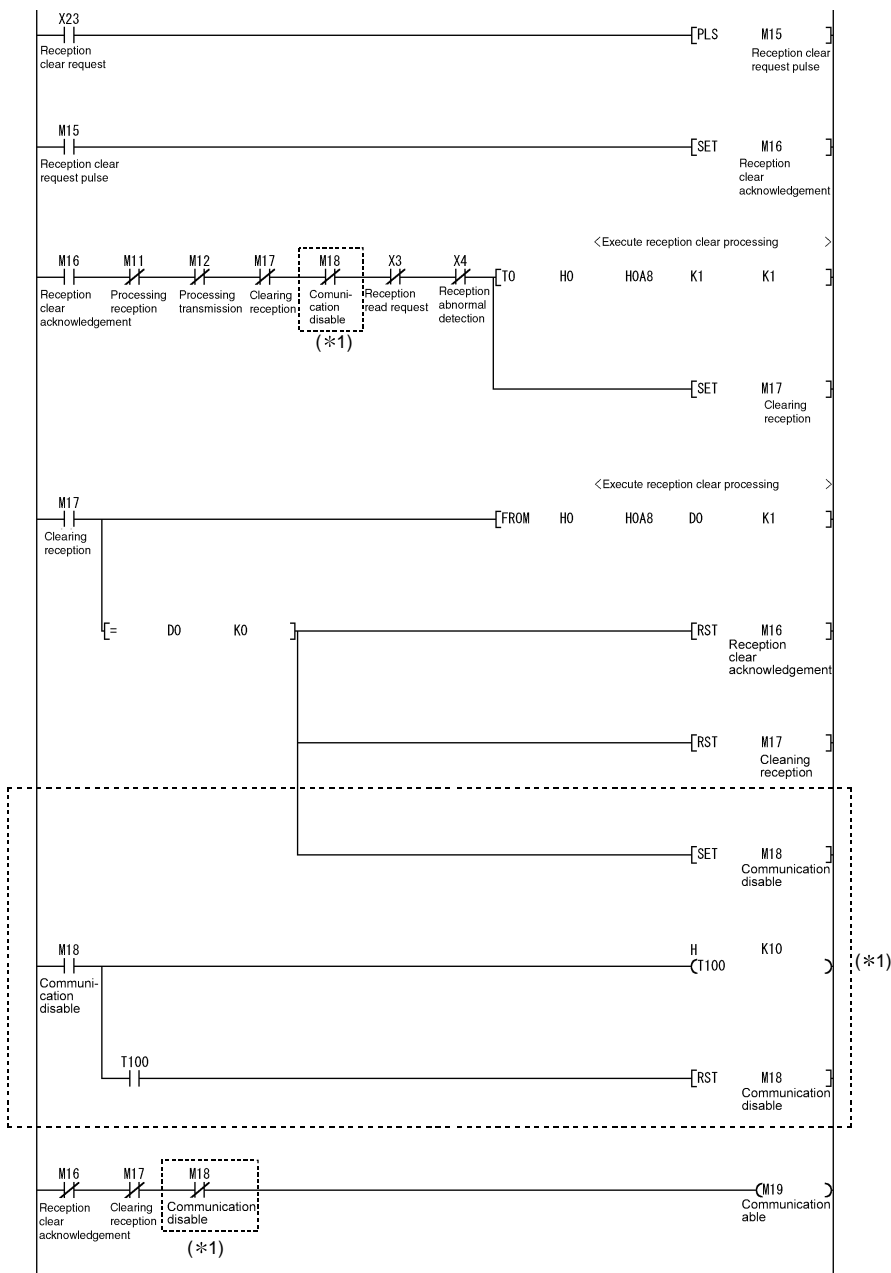 X23
[PLS M15]
Reception
clear request
Reception clear
request pulse
M15
[SET M16]
Reception clear
request pulse
Reception
clear
acknowledgement
<Execute reception clear processing >
M16 M11 M12 M17 M18 X3 X4
[TO H0 H0A8 K1 K1]
Reception
clear
acknowledgement
Processing
reception
Processing
transmission
Clearing
reception
Comuni-
cation
disable
Reception
read request
Reception
abnormal
detection
(*1)
[SET M17]
Clearing
reception
<Execute reception clear processing >
M17
[FROM H0 H0A8 D0 K1]
Clearing
reception
[= D0 K0]
[RST M16]
Reception
clear
acknowledgement
[RST M17]
Cleaning
reception
[SET M18]
Communication
disable
M18
H K10
(T100 )
(*1)
Communi-
cation
disable
T100
[RST M18]
Communication
disable
M16 M17 M18
(M19 )
Reception
clear
acknowledgement
Clearing
reception
Communication
disable
Communication
able
(*1)